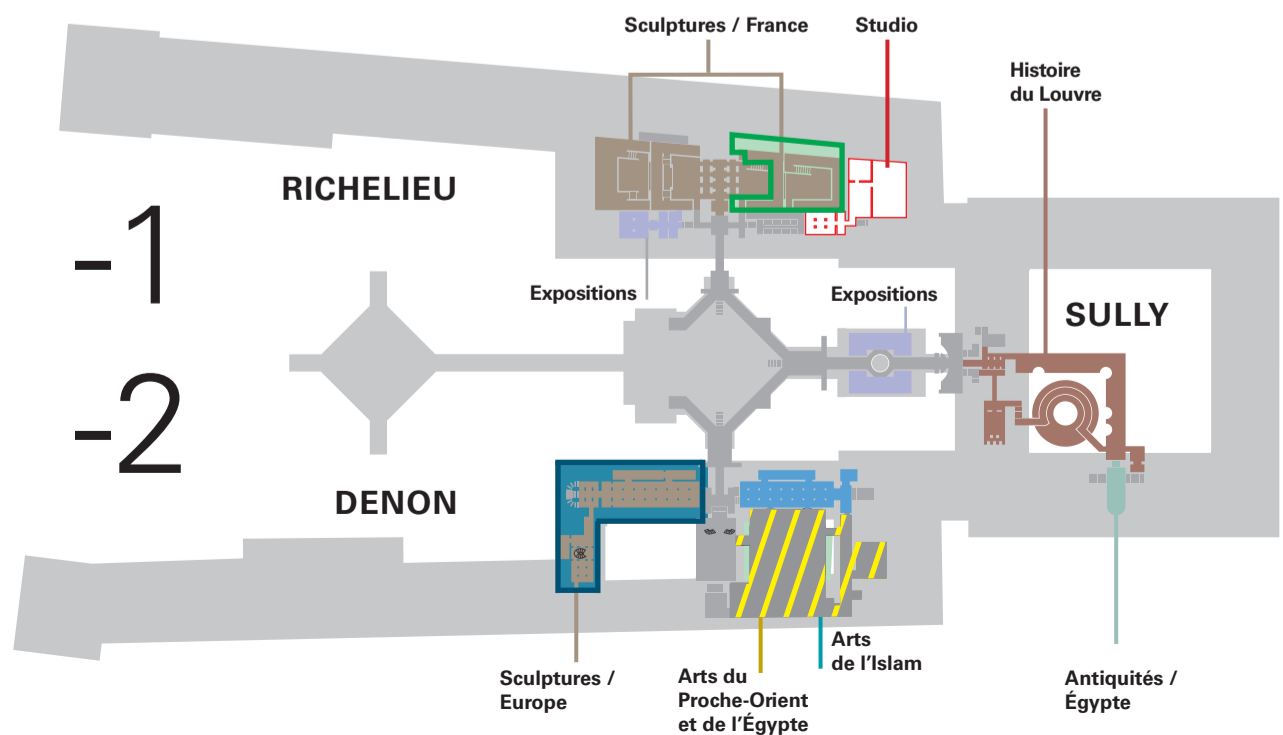 Sculptures / France
Studio
Histoire
du Louvre
RICHELIEU
-1
Expositions
Expositions
SULLY
-2
DENON
Sculptures /
Europe
Arts du
Proche-Orient
et de l'Égypte
Arts
de l'Islam
Antiquités /
Égypte